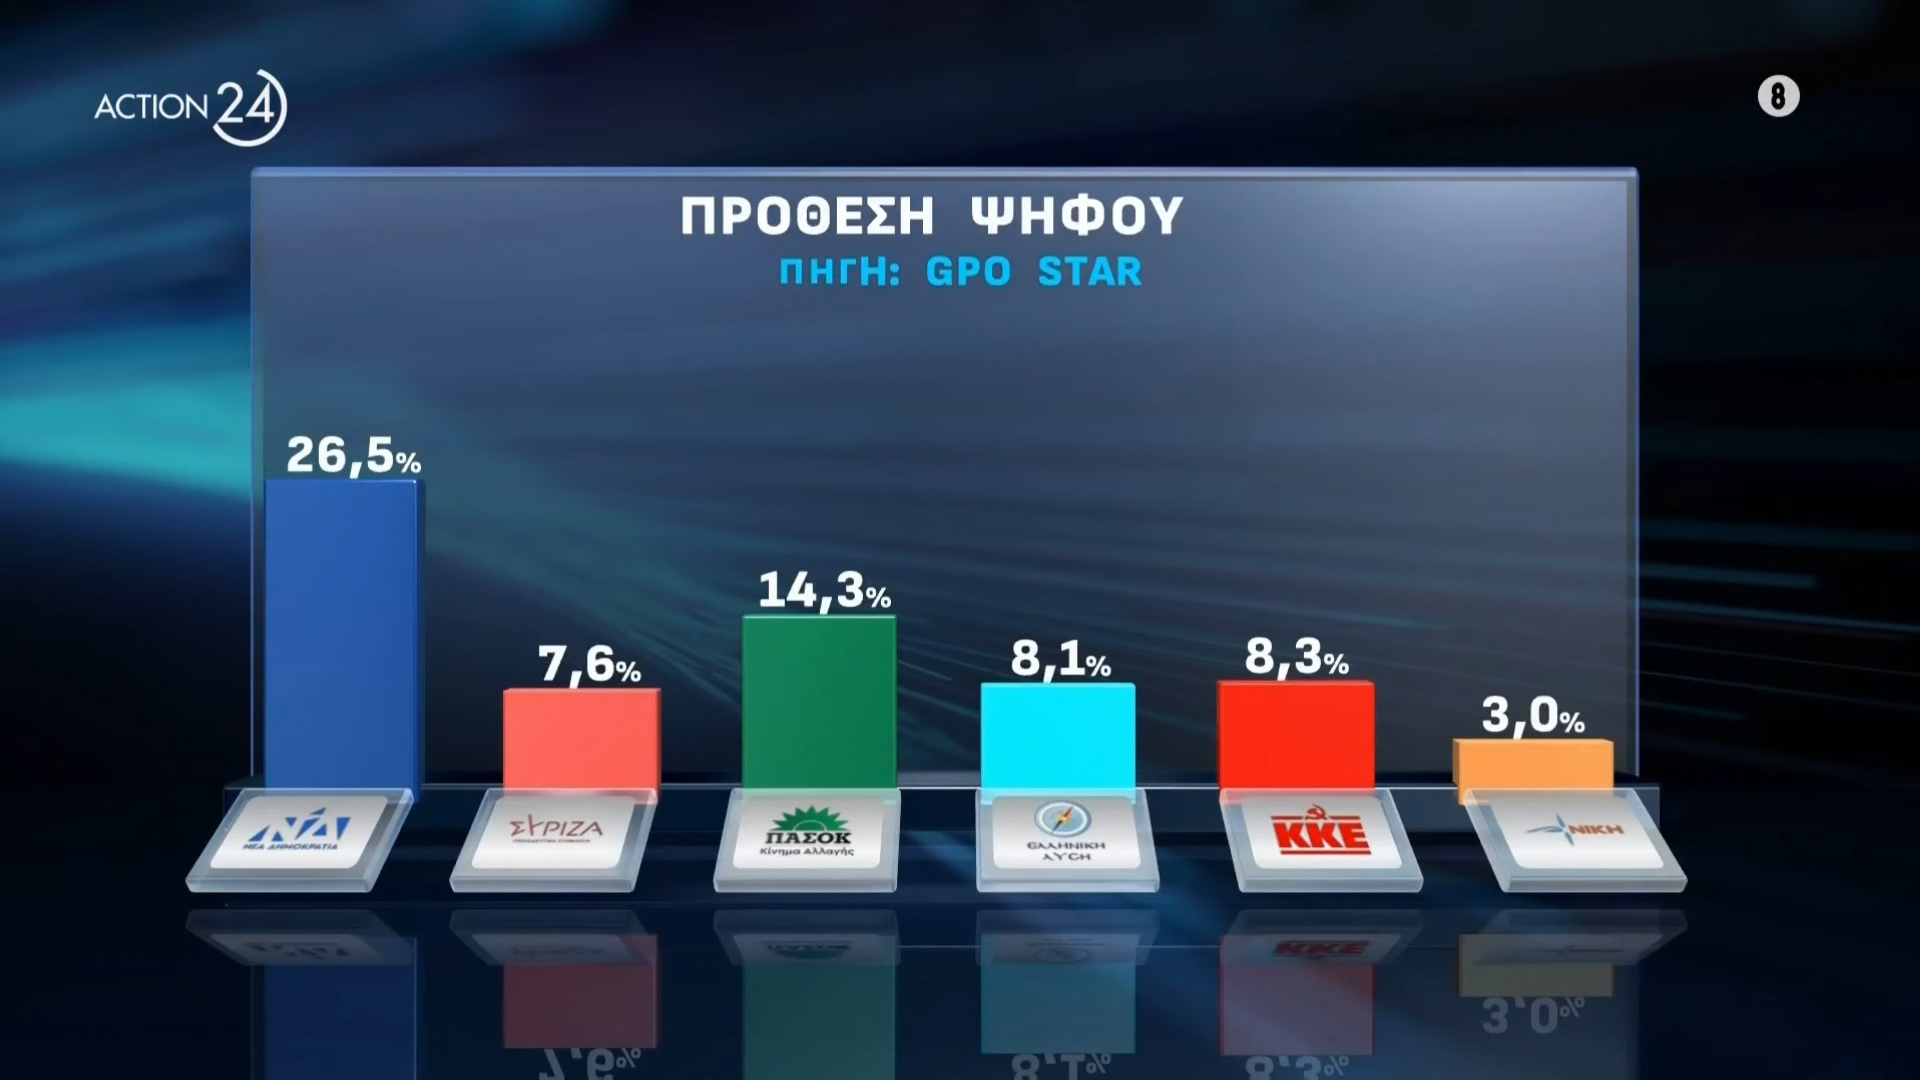 ACTION 24
8
ΠΡΟΘΕΣΗ ΨΗΦΟΥ
ΠΗΓΗ: GPO STAR
26,5%
7,6%
14,3%
8,1%
8,3%
3,0%
ΝΔ
ΝΕΑ ΔΗΜΟΚΡΑΤΙΑ
ΣΥΡΙΖΑ
ΠΑΣΟΚ
Κίνημα Αλλαγής
ΕΛΛΗΝΙΚΗ
ΛΥΣΗ
ΚΚΕ
ΝΙΚΗ